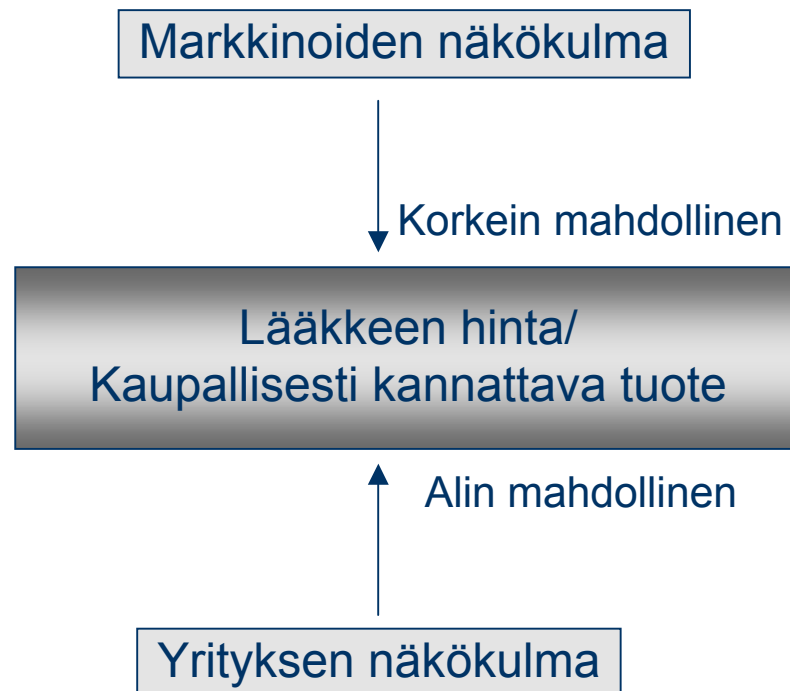 Markkinoiden näkökulma
Korkein mahdollinen
Lääkkeen hinta/
Kaupallisesti kannattava tuote
Alin mahdollinen
Yrityksen näkökulma